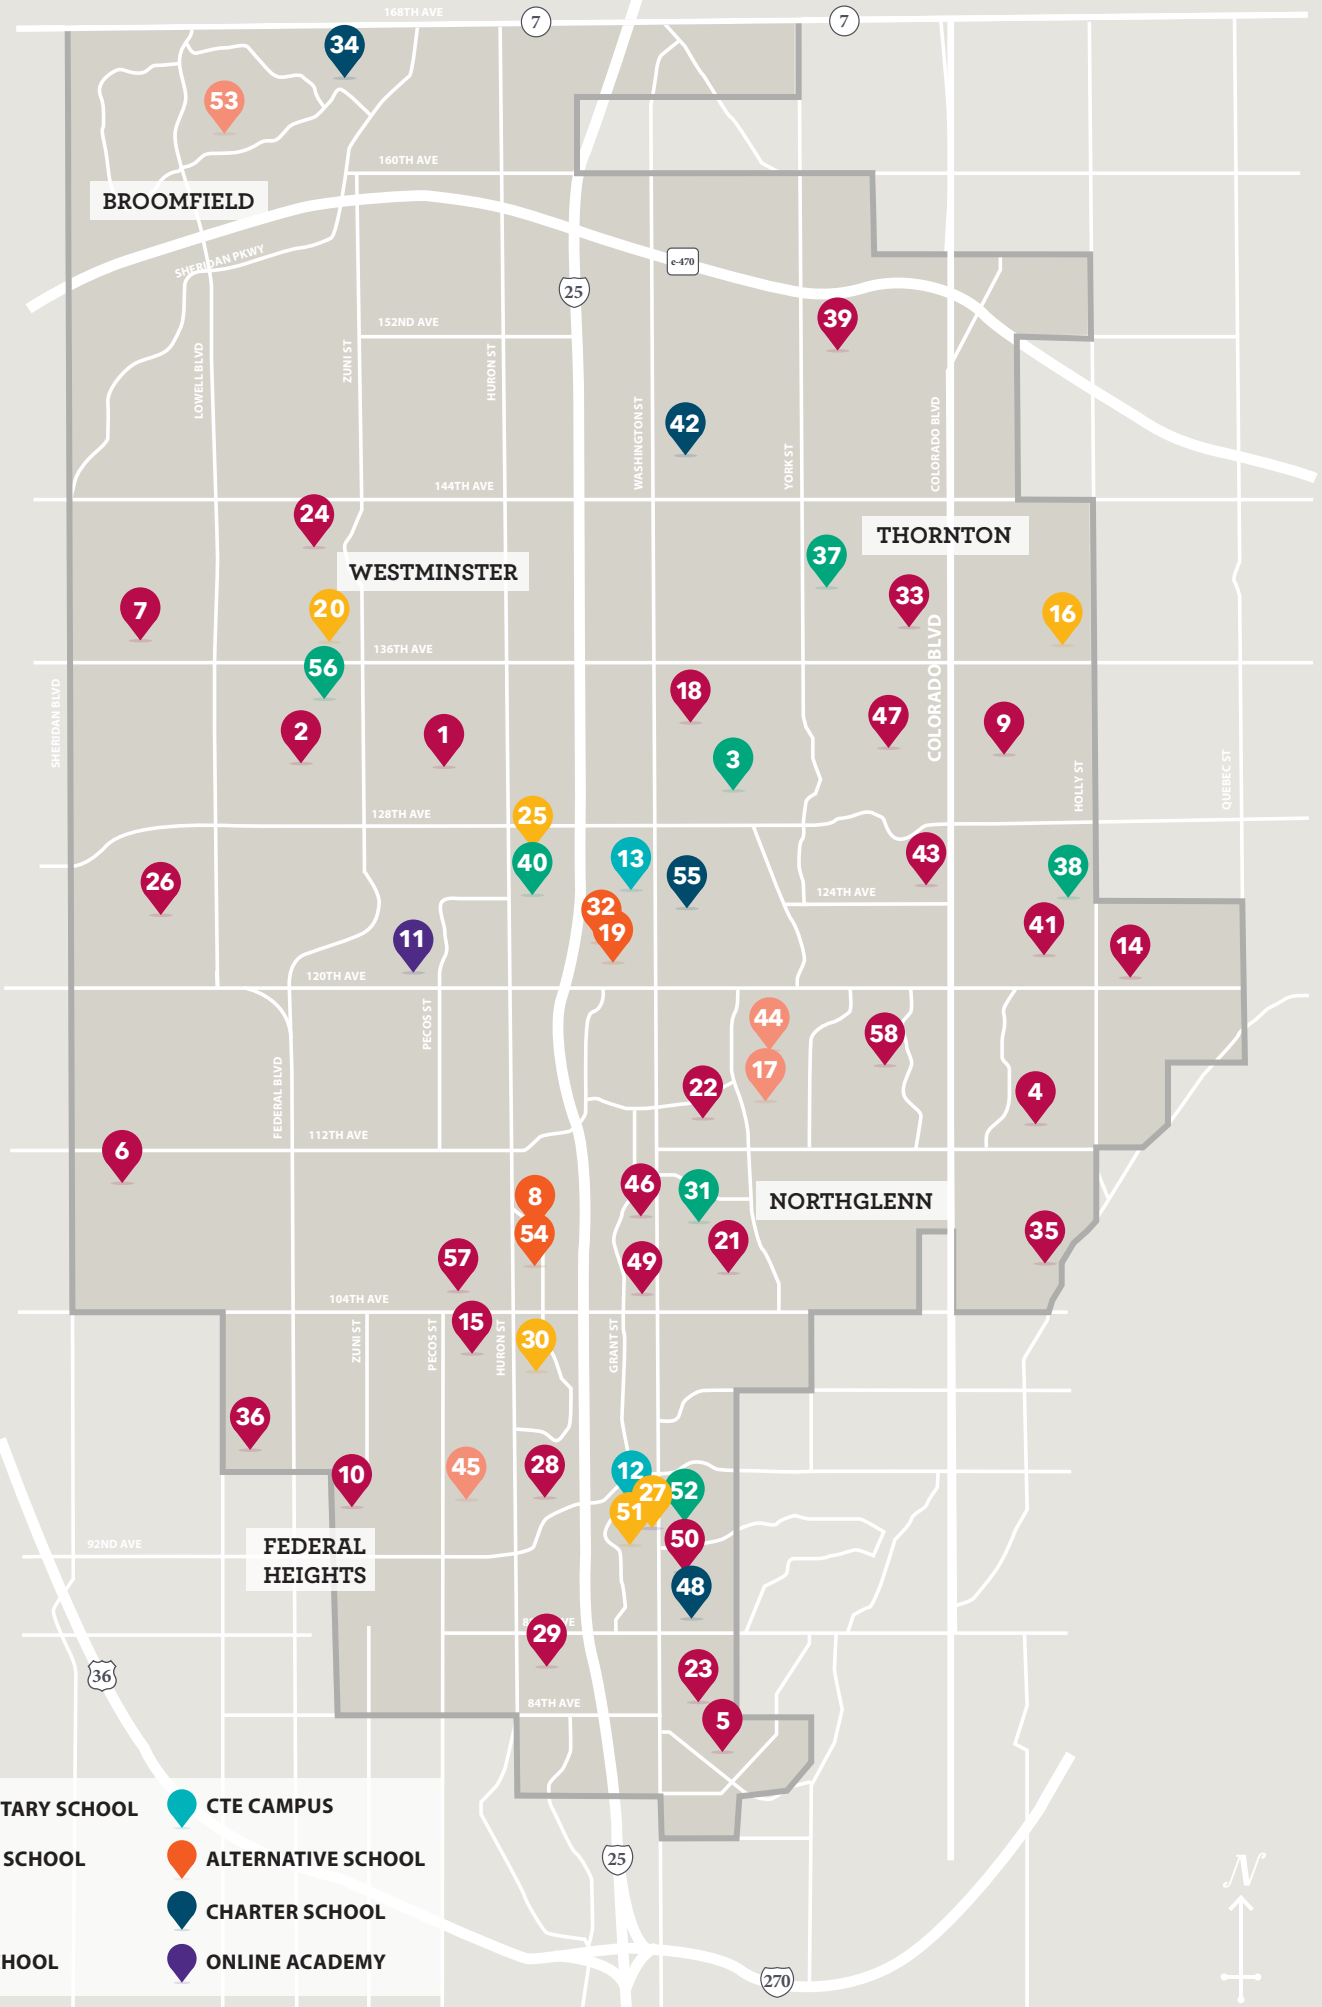 168TH AVE
7
7
34
53
160TH AVE
BROOMFIELD
SHERIDAN PKWY
e-470
25
39
152ND AVE
ZUNI ST
HURON ST
LOWELL BLVD
42
WASHINGTON ST
YORK ST
COLORADO BLVD
144TH AVE
24
THORNTON
37
WESTMINSTER
33
7
20
16
136TH AVE
56
COLORADO BLVD
SHERIDAN BLVD
18
47
9
2
1
3
HOLLY ST
QUEBEC ST
128TH AVE
25
40
13
43
38
55
26
124TH AVE
32
19
41
14
11
120TH AVE
PECOS ST
44
58
17
22
4
FEDERAL BLVD
112TH AVE
6
46
31
8
NORTHGLENN
54
21
35
57
49
104TH AVE
15
30
ZUNI ST
PECOS ST
HURON ST
GRANT ST
36
10
45
28
12
27
52
51
50
92ND AVE
FEDERAL
HEIGHTS
48
29
23
36
84TH AVE
5
TARY SCHOOL
CTE CAMPUS
SCHOOL
ALTERNATIVE SCHOOL
25
CHARTER SCHOOL
HOOL
ONLINE ACADEMY
270
N